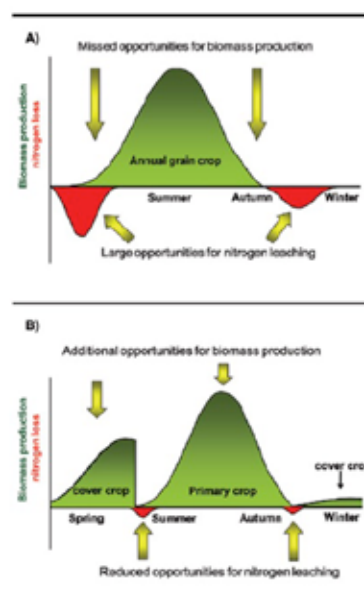 A)
Missed opportunities for biomass production
Biomass production
nitrogen loss
Annual grain crop
Summer
Autumn
Winter
Large opportunities for nitrogen leaching
B)
Additional opportunities for biomass production
Biomass production
nitrogen loss
cover crop
Primary crop
cover cro
Spring
Summer
Autumn
Winter
Reduced opportunities for nitrogen leaching